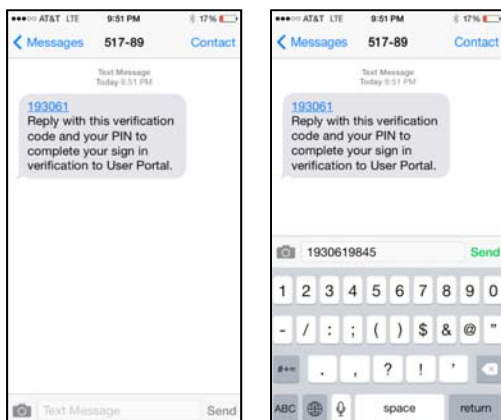 AT&T LTE 9:51 PM 17%
Messages 517-89 Contact
Text Message
Today 9:51 PM
193061
Reply with this verification
code and your PIN to
complete your sign in
verification to User Portal.
Text Message Send
AT&T LTE 9:51 PM 17%
Messages 517-89 Contact
Text Message
Today 9:51 PM
193061
Reply with this verification
code and your PIN to
complete your sign in
verification to User Portal.
1930619845 Send
1 2 3 4 5 6 7 8 9 0
- / : ; ( ) $ & @ "
#+= . , ? ! '
ABC space return